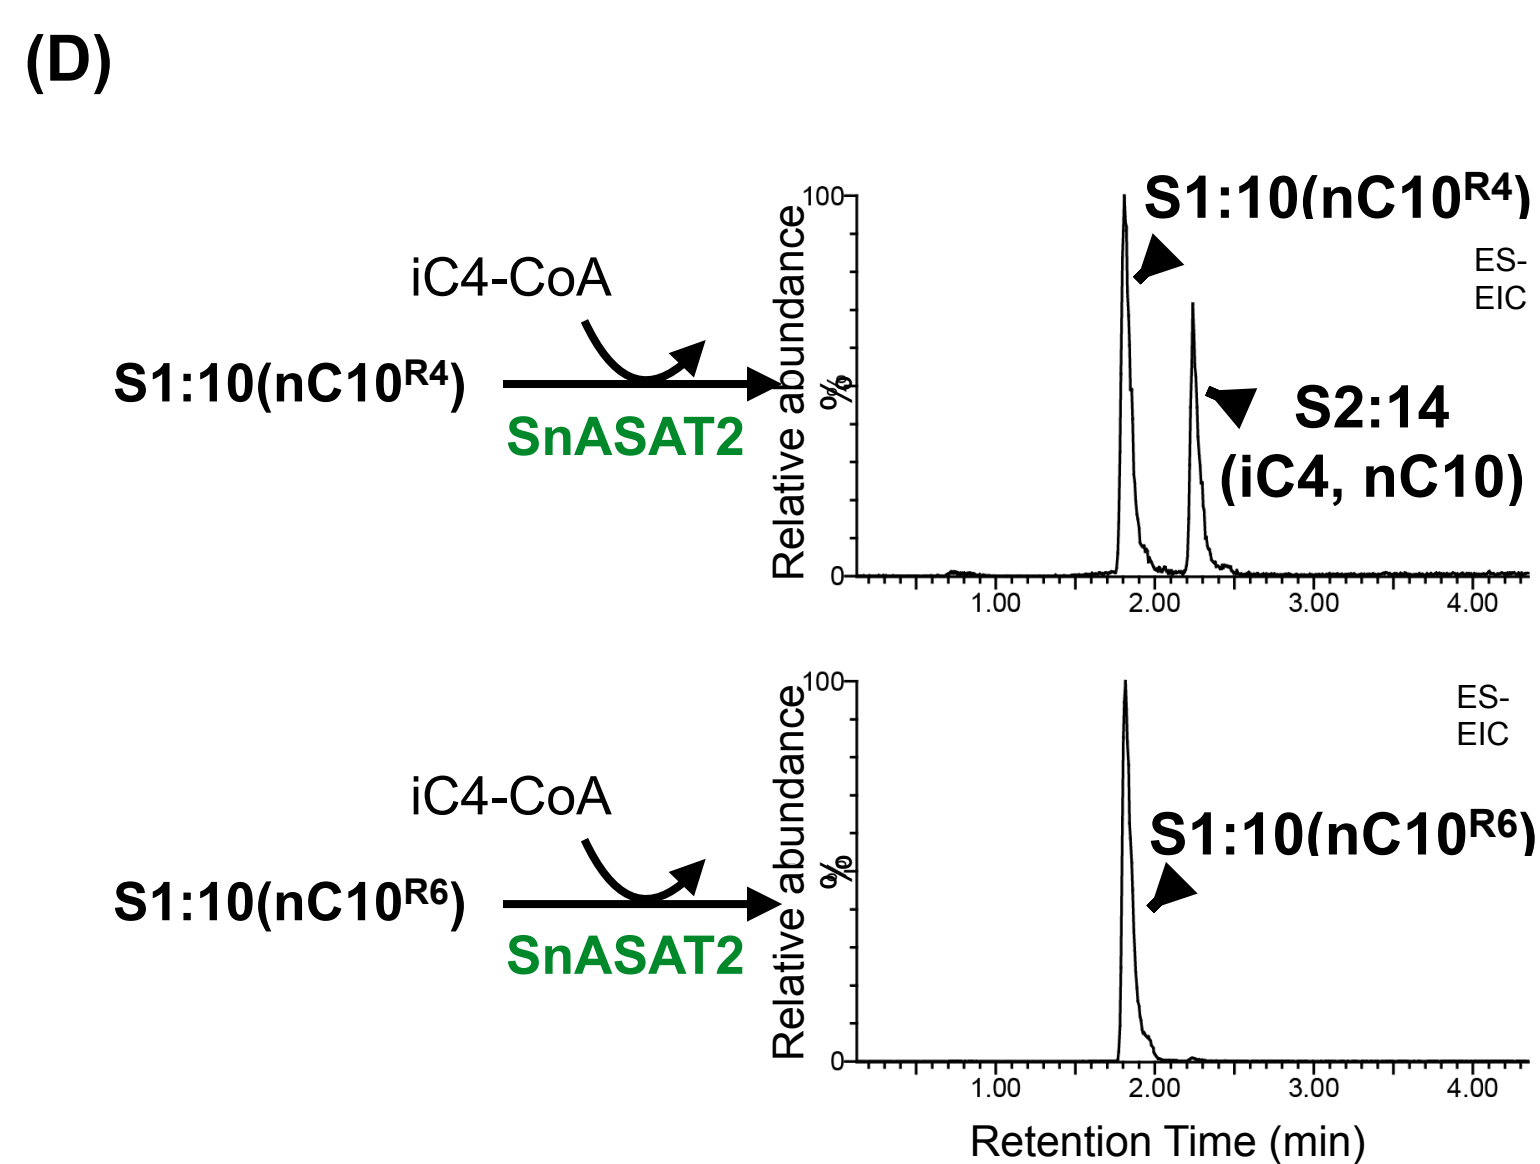 (D)
iC4-CoA
S1:10(nC10R4)
SnASAT2
Relative abundance
%
100
0
S1:10(nC10R4)
ES-
EIC
S2:14
(iC4, nC10)
1.00 2.00 3.00 4.00
iC4-CoA
S1:10(nC10R6)
SnASAT2
Relative abundance
%
100
0
ES-
EIC
S1:10(nC10R6)
1.00 2.00 3.00 4.00
Retention Time (min)